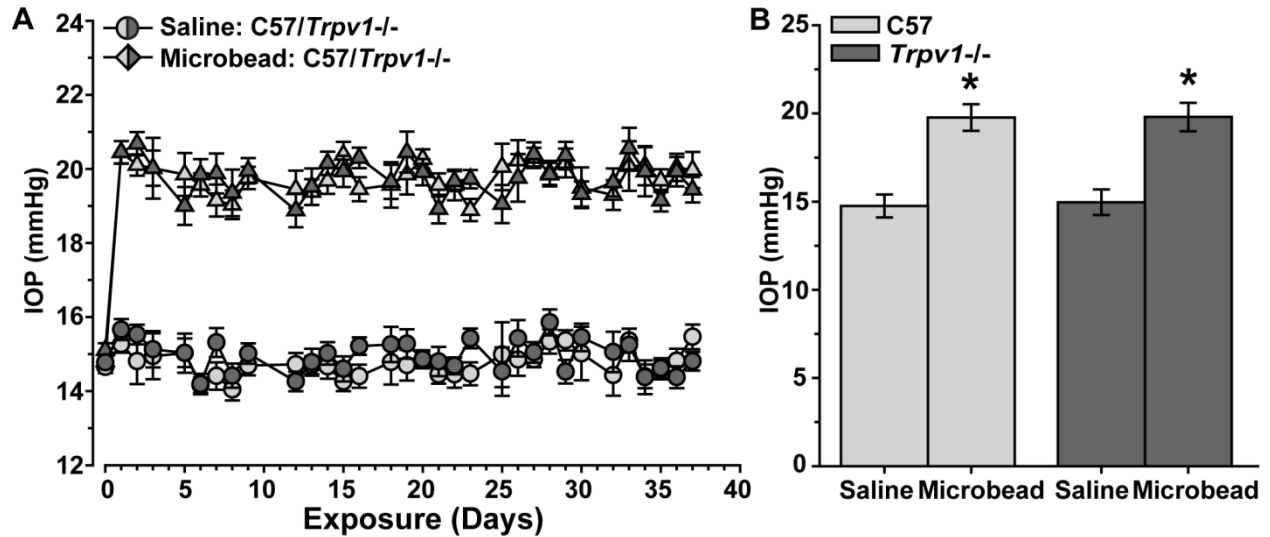 A
Saline: C57/Trpv1-/-
Microbead: C57/Trpv1-/-
IOP (mmHg)
24
22
20
18
16
14
12
0 5 10 15 20 25 30 35 40
Exposure (Days)
B
C57
Trpv1-/-
IOP (mmHg)
25
20
15
10
5
0
* *
Saline Microbead Saline Microbead